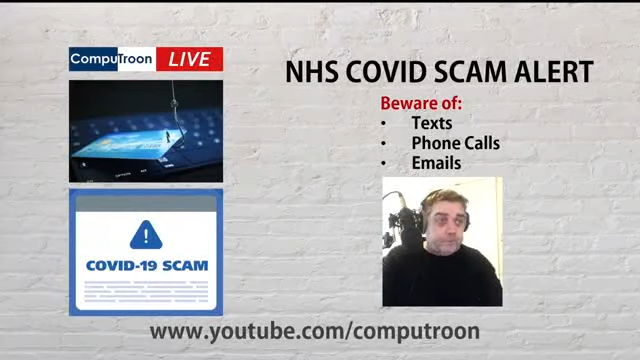 CompuTroon LIVE
NHS COVID SCAM ALERT
Beware of:
• Texts
• Phone Calls
• Emails
COVID-19 SCAM
www.youtube.com/computroon